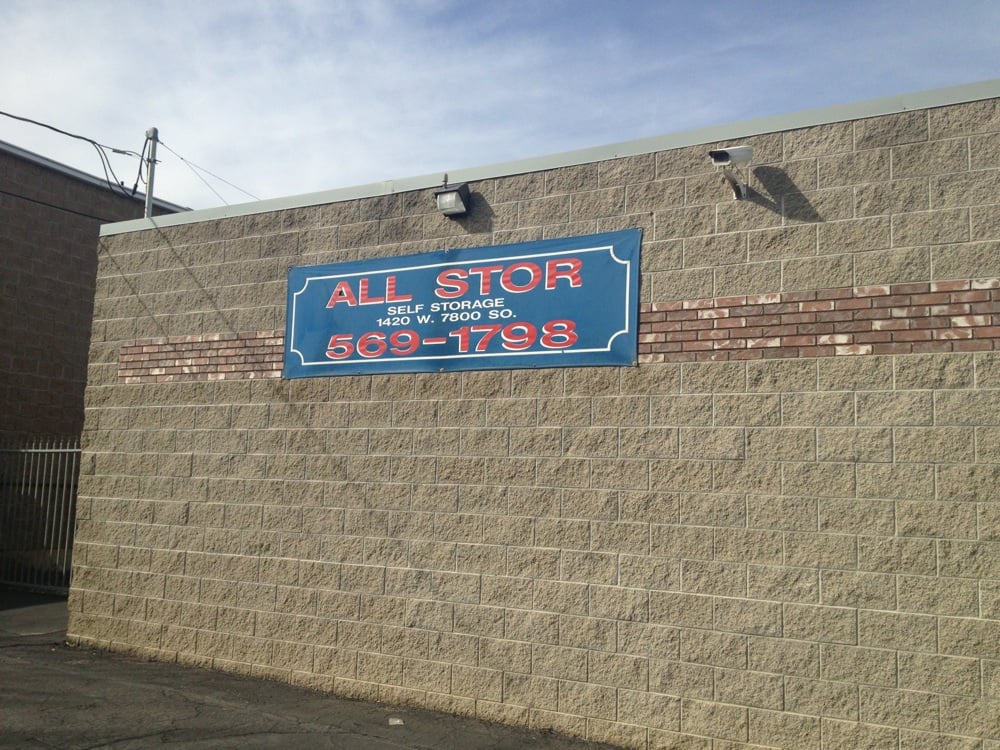 ALL STOR
SELF STORAGE
1420 W. 7800 SO.
569-1798